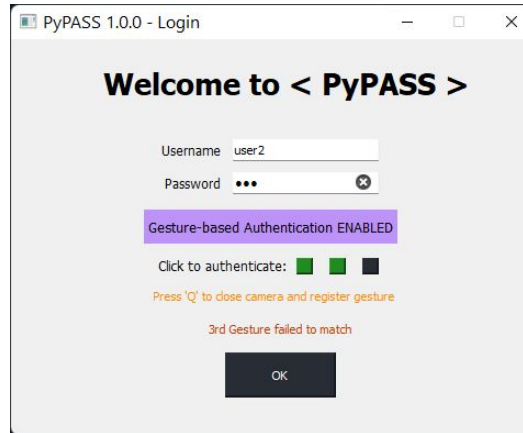 PyPASS 1.0.0 - Login
Welcome to < PyPASS >
Username user2
Password •••
Gesture-based Authentication ENABLED
Click to authenticate:
Press 'Q' to close camera and register gesture
3rd Gesture failed to match
OK